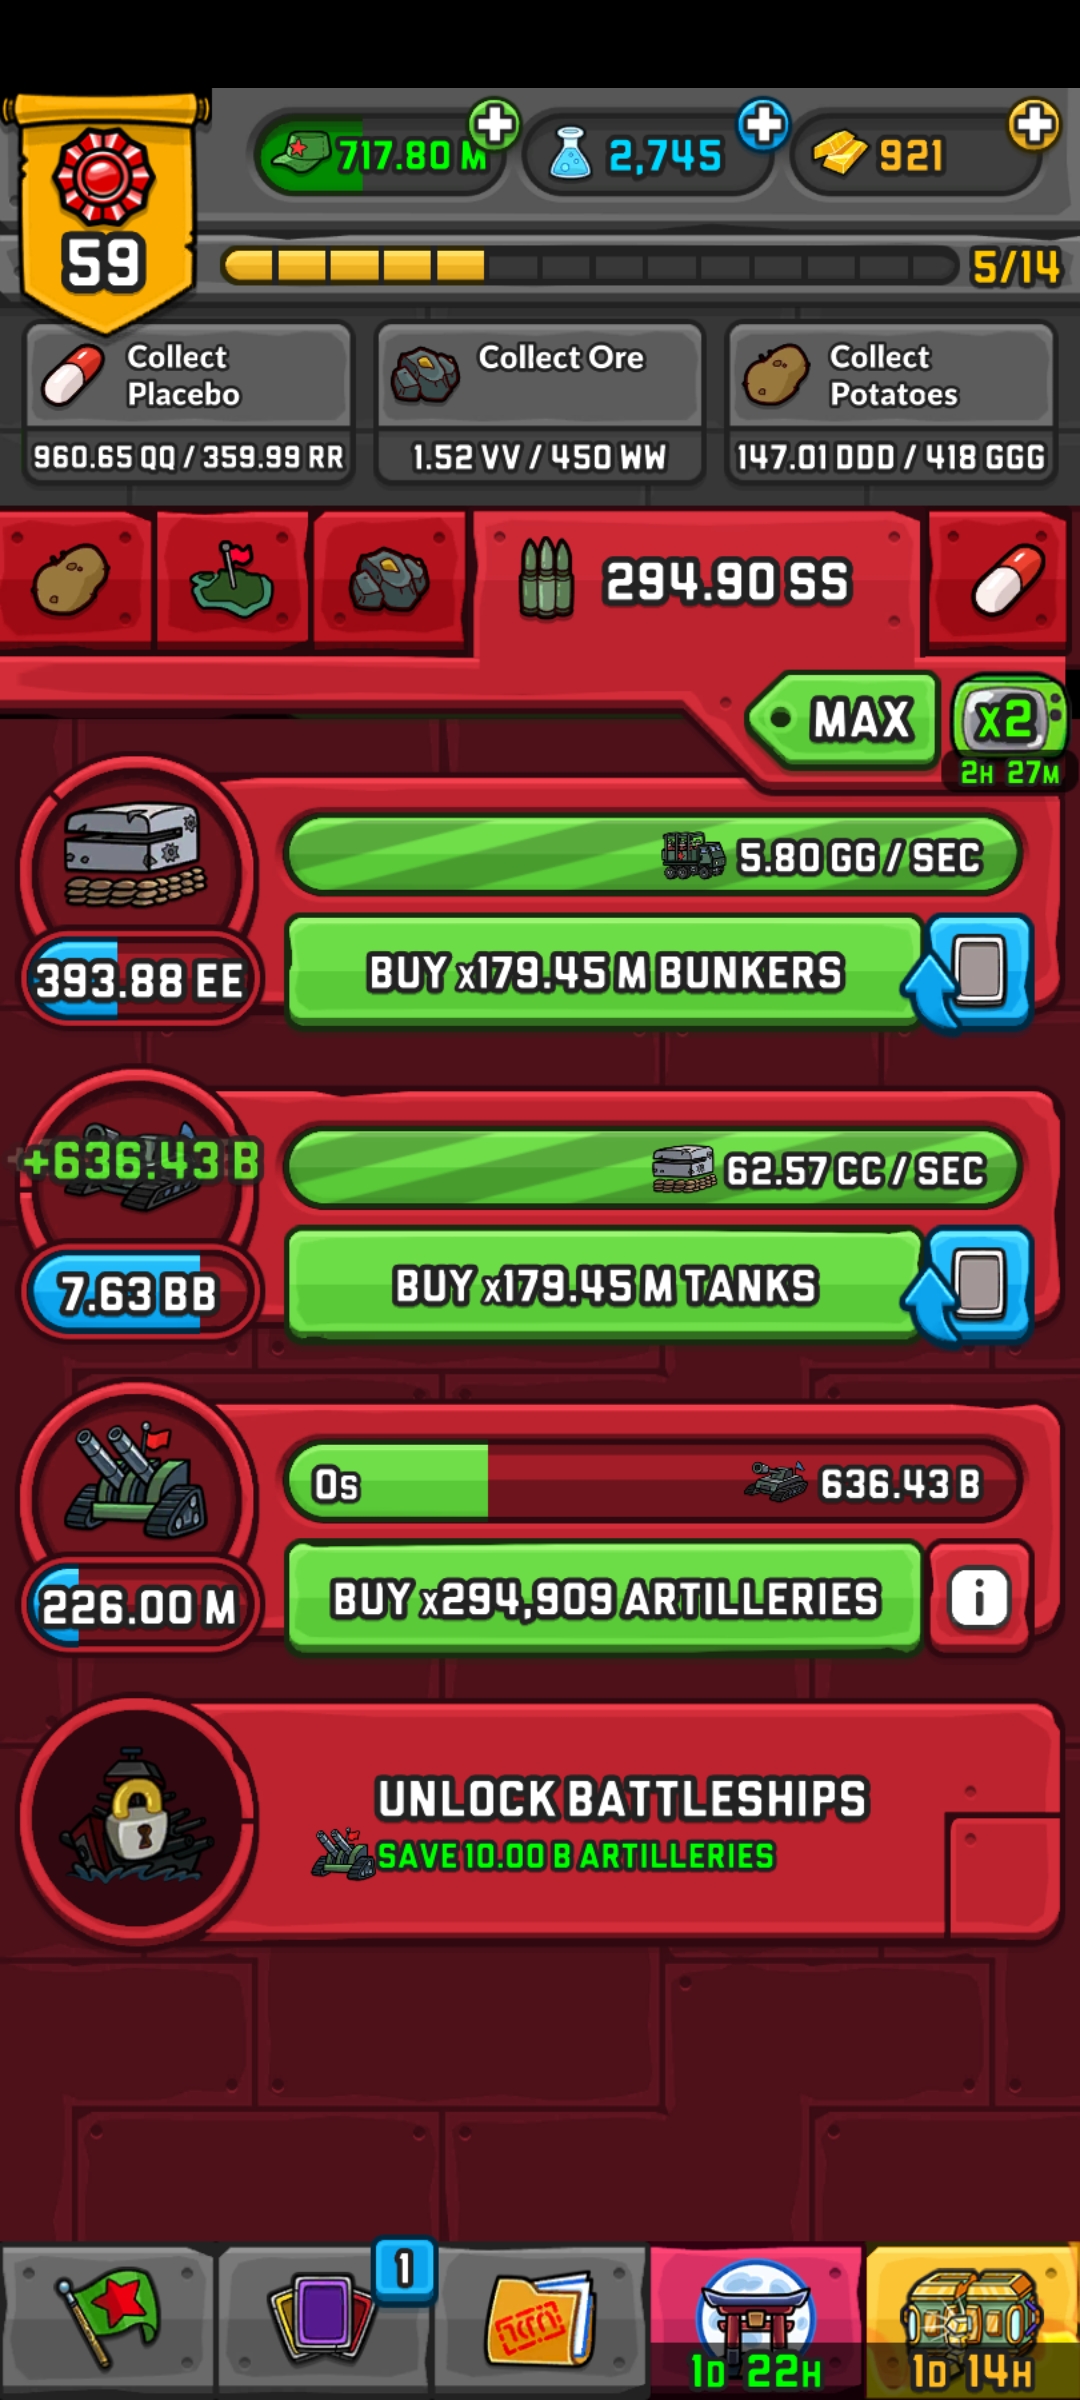 717.80 M
2,745
921
59
5/14
Collect
Placebo
960.65 QQ / 359.99 RR
Collect Ore
1.52 VV / 450 WW
Collect
Potatoes
147.01 DDD / 418 GGG
294.90 SS
MAX
x2
2H 27M
5.80 GG / SEC
393.88 EE
BUY x179.45 M BUNKERS
+636.43 B
62.57 CC / SEC
7.63 BB
BUY x179.45 M TANKS
0s
636.43 B
226.00 M
BUY x294,909 ARTILLERIES
i
UNLOCK BATTLESHIPS
SAVE 10.00 B ARTILLERIES
1
1D 22H
1D 14H